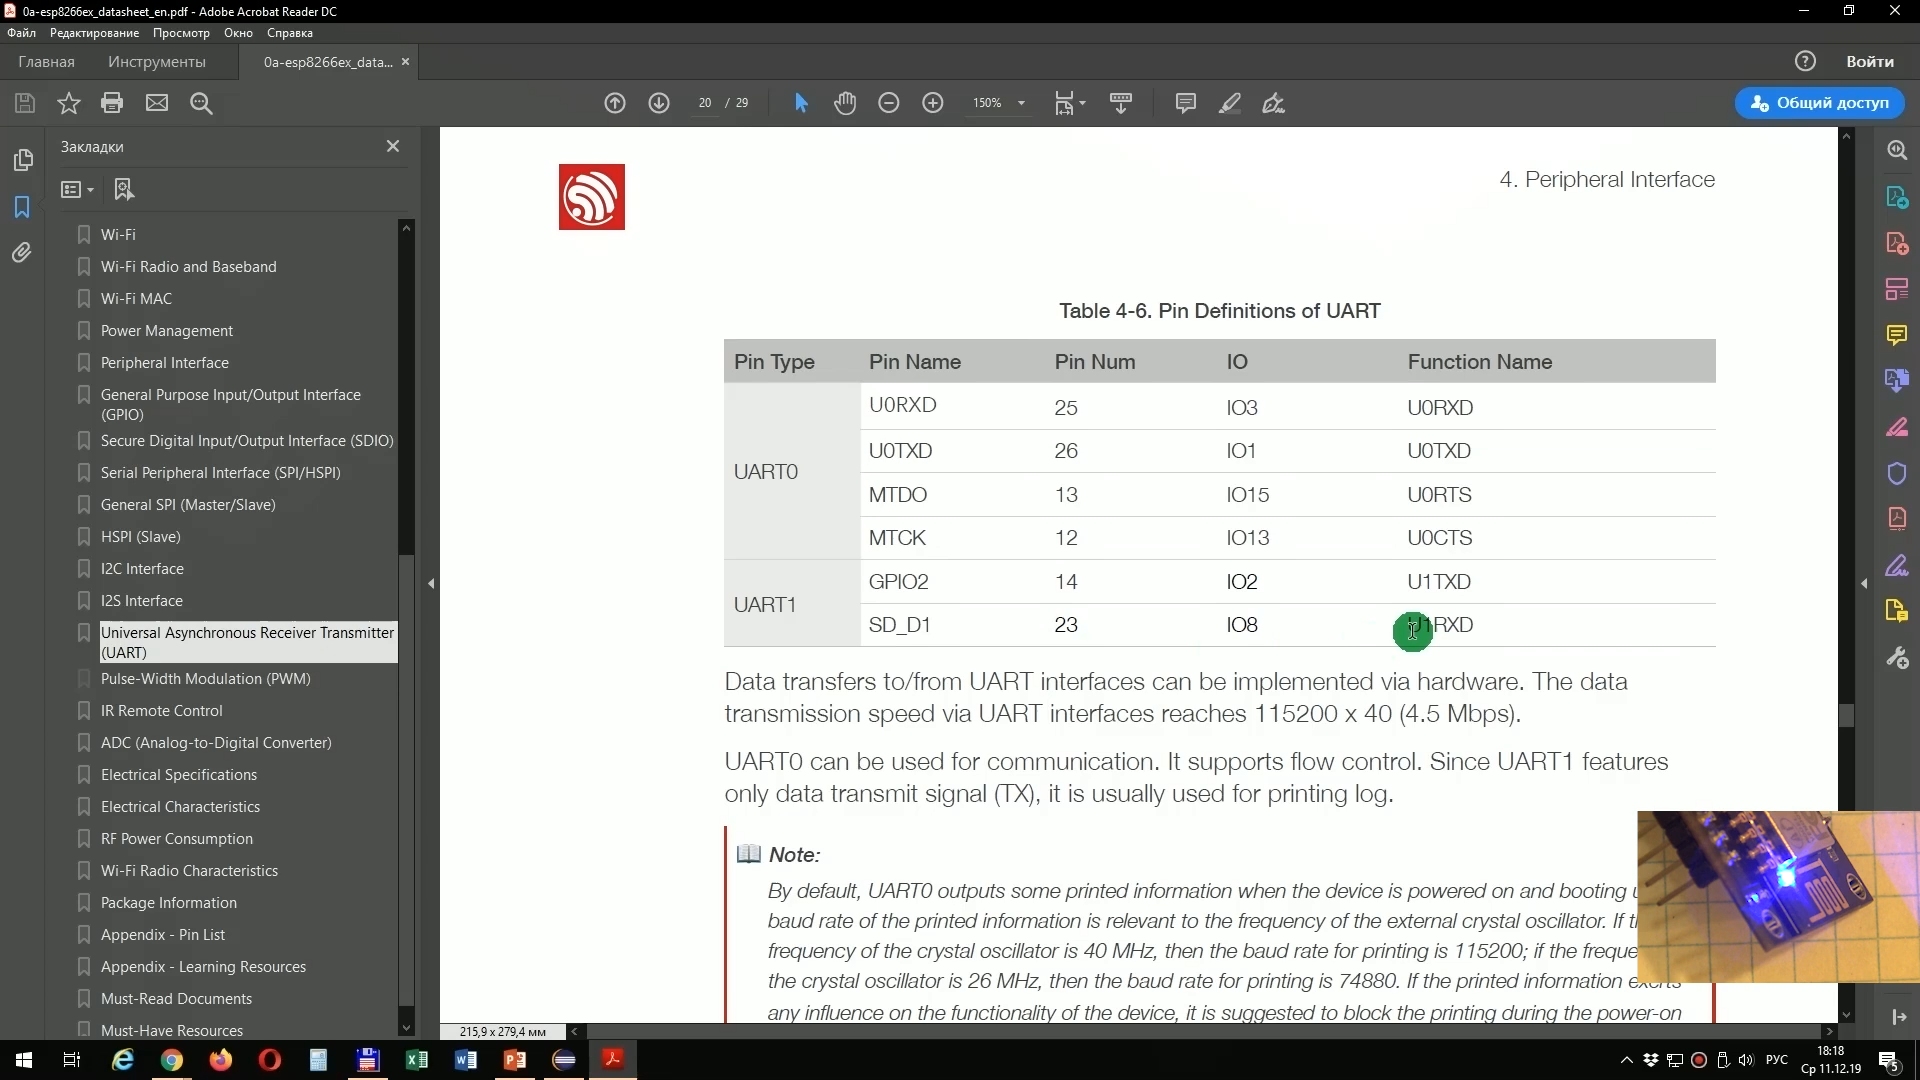 0a-esp8266ex_datasheet_en.pdf - Adobe Acrobat Reader DC
Файл Редактирование Просмотр Окно Справка
Главная Инструменты 0a-esp8266ex_data... ×
Войти
20 / 29 150% Общий доступ
Закладки
Wi-Fi
Wi-Fi Radio and Baseband
Wi-Fi MAC
Power Management
Peripheral Interface
General Purpose Input/Output Interface
(GPIO)
Secure Digital Input/Output Interface (SDIO)
Serial Peripheral Interface (SPI/HSPI)
General SPI (Master/Slave)
HSPI (Slave)
I2C Interface
I2S Interface
Universal Asynchronous Receiver Transmitter
(UART)
Pulse-Width Modulation (PWM)
IR Remote Control
ADC (Analog-to-Digital Converter)
Electrical Specifications
Electrical Characteristics
RF Power Consumption
Wi-Fi Radio Characteristics
Package Information
Appendix - Pin List
Appendix - Learning Resources
Must-Read Documents
Must-Have Resources
4. Peripheral Interface
Table 4-6. Pin Definitions of UART
Pin Type Pin Name Pin Num IO Function Name
UART0
U0RXD 25 IO3 U0RXD
U0TXD 26 IO1 U0TXD
MTDO 13 IO15 U0RTS
MTCK 12 IO13 U0CTS
UART1
GPIO2 14 IO2 U1TXD
SD_D1 23 IO8 U1RXD
Data transfers to/from UART interfaces can be implemented via hardware. The data
transmission speed via UART interfaces reaches 115200 x 40 (4.5 Mbps).
UART0 can be used for communication. It supports flow control. Since UART1 features
only data transmit signal (TX), it is usually used for printing log.
Note:
By default, UART0 outputs some printed information when the device is powered on and booting
baud rate of the printed information is relevant to the frequency of the external crystal oscillator. If
frequency of the crystal oscillator is 40 MHz, then the baud rate for printing is 115200; if the
the crystal oscillator is 26 MHz, then the baud rate for printing is 74880. If the printed information
any influence on the functionality of the device, it is suggested to block the printing during the power-on
215,9 x 279,4 мм
РУС
18:18
Ср 11.12.19
5